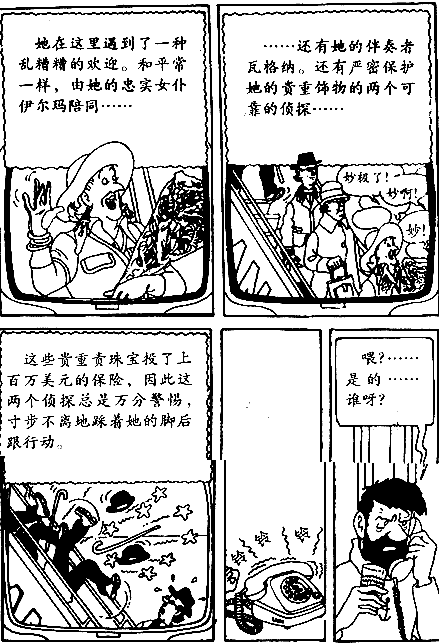 她在这里遇到了一种
乱糟糟的欢迎。和平常
一样，由她的忠实女仆
伊尔玛陪同……
……还有她的伴奏者
瓦格纳。还有严密保护
她的贵重饰物的两个可
靠的侦探……
妙极了！
妙啊！
妙！
这些贵重责珠宝投了上
百万美元的保险，因此这
两个侦探总是万分警惕，
寸步不离地踩着她的脚后
跟行动。
铃 铃 铃 铃
喂？……
是的……
谁呀？